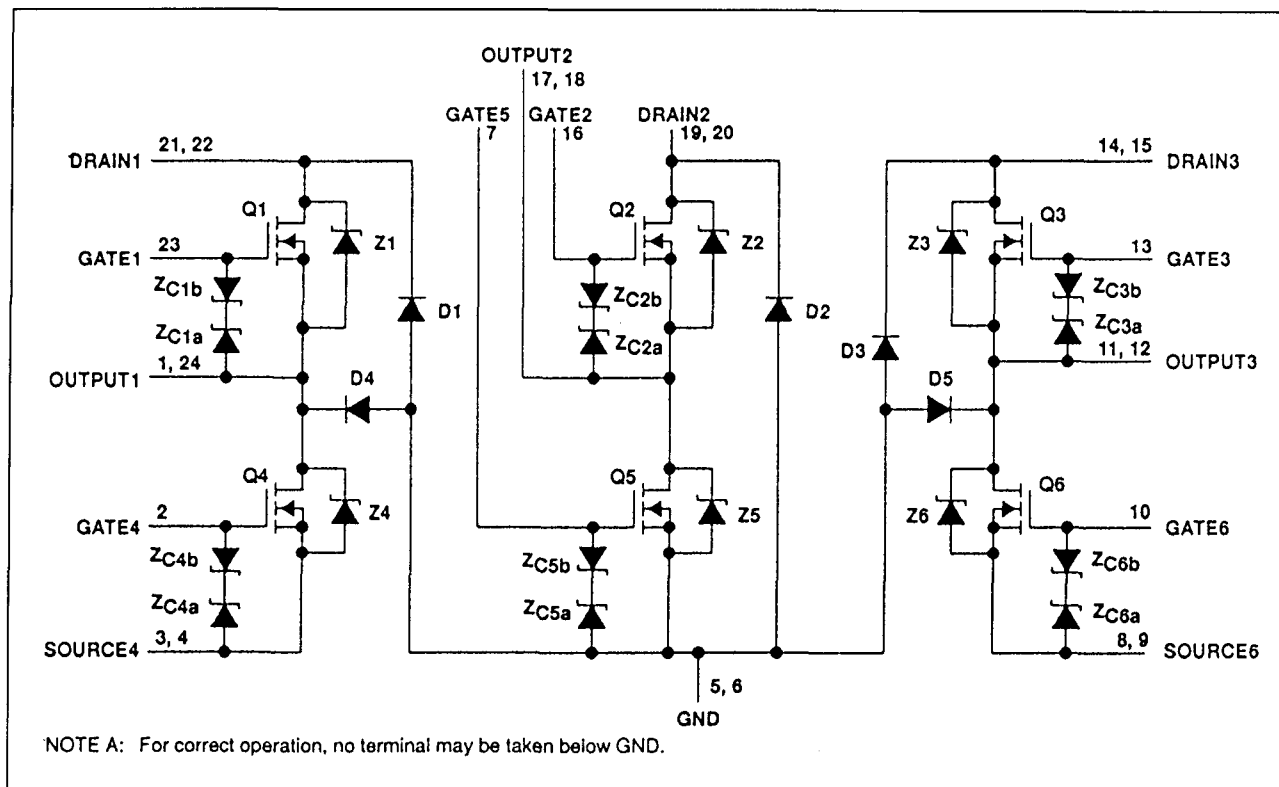 OUTPUT2
17, 18
GATE5 GATE2 DRAIN2
7 16 19, 20
21, 22 14, 15
DRAIN1 DRAIN3
Q1 Q2 Q3
Z1 Z2 Z3
23 13
GATE1 GATE3
ZC1b ZC2b ZC3b
D1 D2
ZC1a ZC2a ZC3a
D3
1, 24 11, 12
OUTPUT1 D4 D5 OUTPUT3
Q4 Q5 Q6
2 Z4 Z5 Z6 10
GATE4 GATE6
ZC4b ZC5b ZC6b
ZC4a ZC5a ZC6a
3, 4 8, 9
SOURCE4 SOURCE6
5, 6
GND
NOTE A: For correct operation, no terminal may be taken below GND.